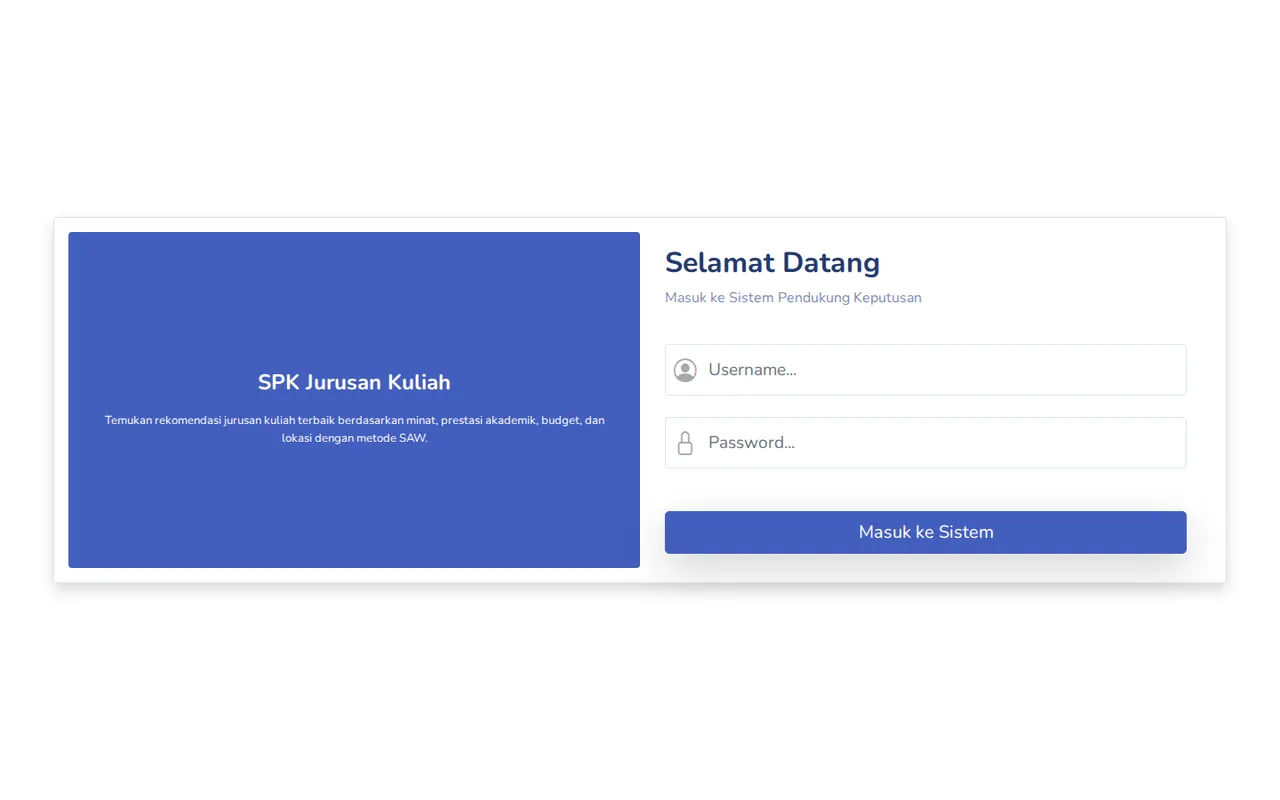 SPK Jurusan Kuliah
Temukan rekomendasi jurusan kuliah terbaik berdasarkan minat, prestasi akademik, budget, dan
lokasi dengan metode SAW.
Selamat Datang
Masuk ke Sistem Pendukung Keputusan
Username...
Password...
Masuk ke Sistem